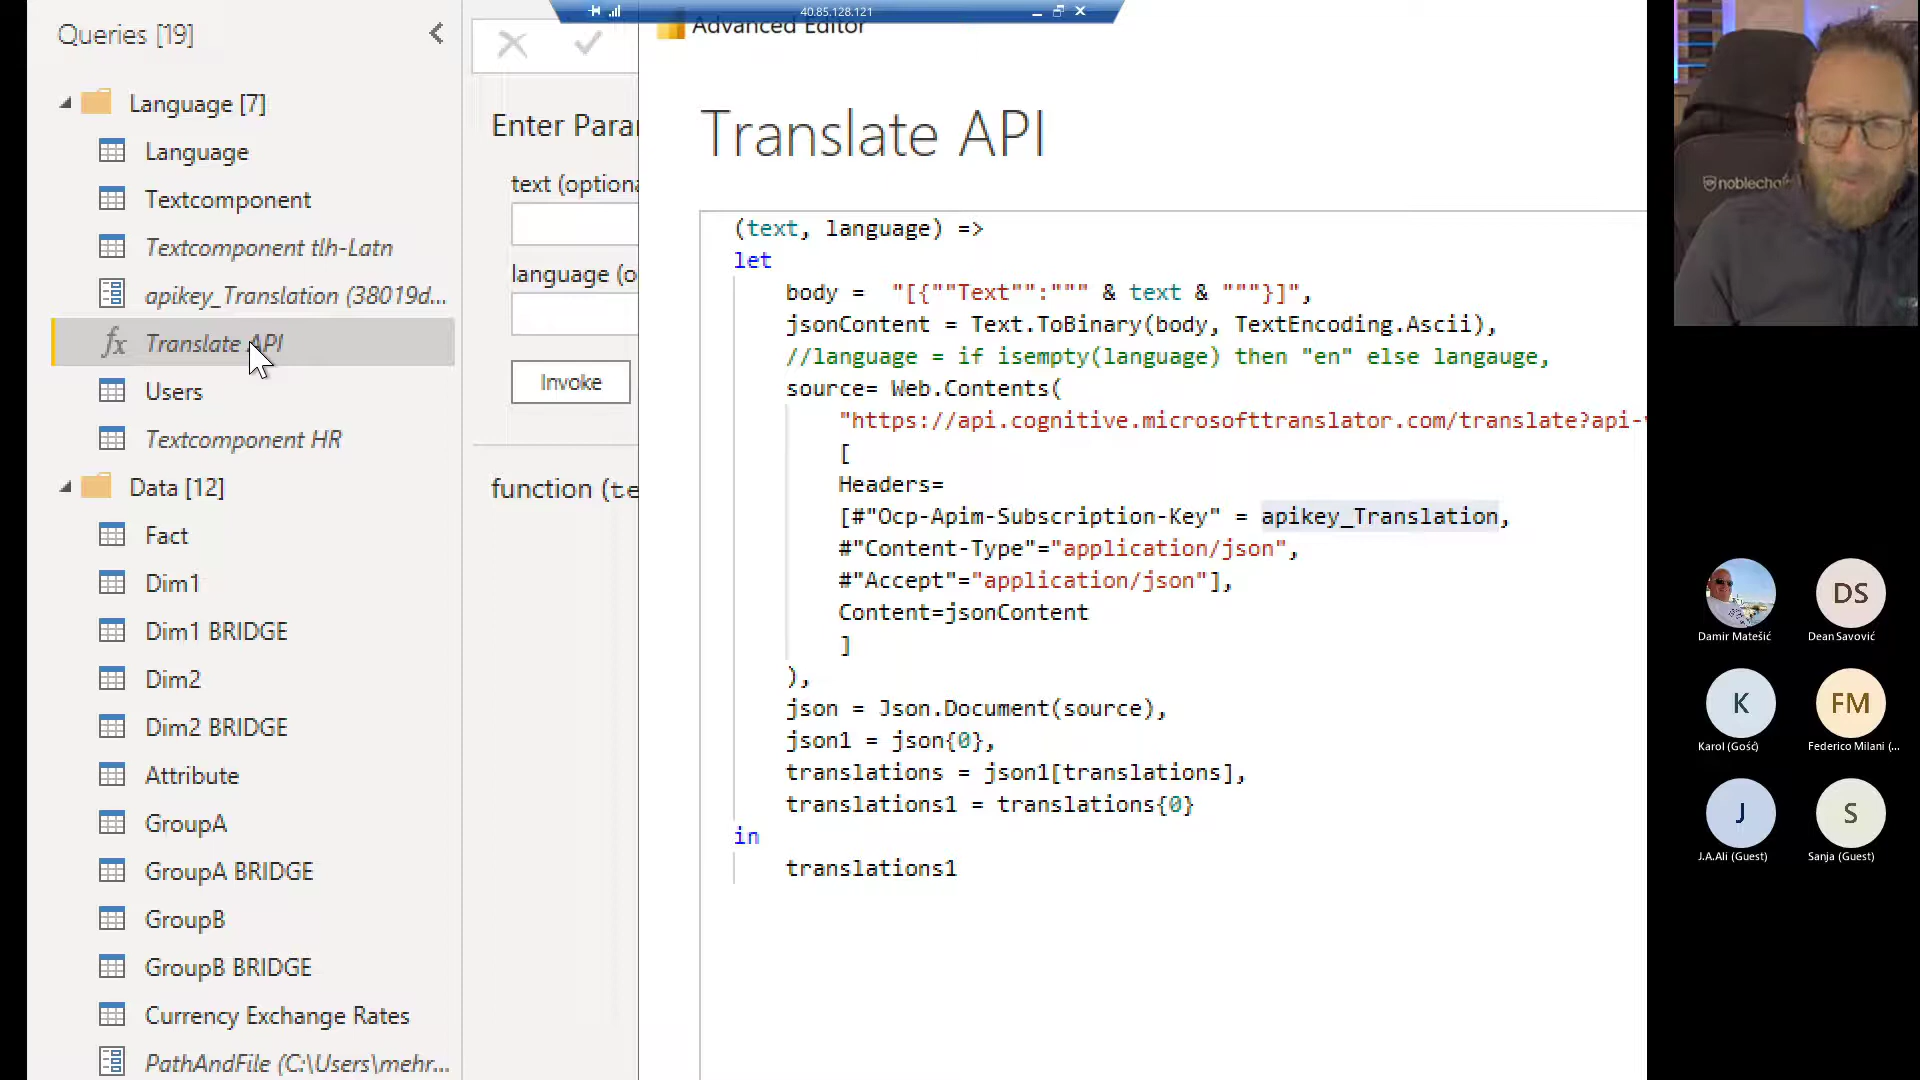 40.85.128.121
Queries [19]
Language [7]
Language
Textcomponent
Textcomponent tlh-Latn
apikey_Translation (38019d...
fx Translate API
Users
Textcomponent HR
Data [12]
Fact
Dim1
Dim1 BRIDGE
Dim2
Dim2 BRIDGE
Attribute
GroupA
GroupA BRIDGE
GroupB
GroupB BRIDGE
Currency Exchange Rates
PathAndFile (C:\Users\mehr...
Enter Parar
text (optiona
language (o
Invoke
function (te
Advanced Editor
Translate API
(text, language) =>
let
body =  "[{""Text"":""" & text & """}]",
jsonContent = Text.ToBinary(body, TextEncoding.Ascii),
//language = if isempty(language) then "en" else langauge,
source= Web.Contents(
"https://api.cognitive.microsofttranslator.com/translate?api-
[
Headers=
[#"Ocp-Apim-Subscription-Key" = apikey_Translation,
#"Content-Type"="application/json",
#"Accept"="application/json"],
Content=jsonContent
]
),
json = Json.Document(source),
json1 = json{0},
translations = json1[translations],
translations1 = translations{0}
in
translations1
noblechai
Damir Matešić
DS
Dean Savović
K
Karol (Gość)
FM
Federico Milani (...
J
J.A.Ali (Guest)
S
Sanja (Guest)